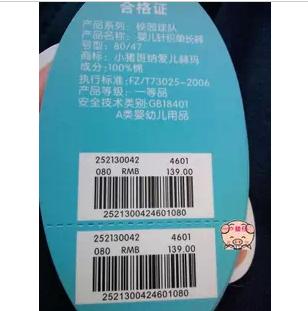 合格证
产品系列：校园球队
产品名称：婴儿针织单长裤
号型：80/47
商标：小猪班纳爱儿赫玛
成分：100%棉
执行标准：FZ/T73025-2006
产品等级：一等品
安全技术类别：GB18401
A类婴幼儿用品
252130042 4601
080 RMB 139.00
2521300424601080
252130042 4601
080 RMB 139.00
2521300424601080